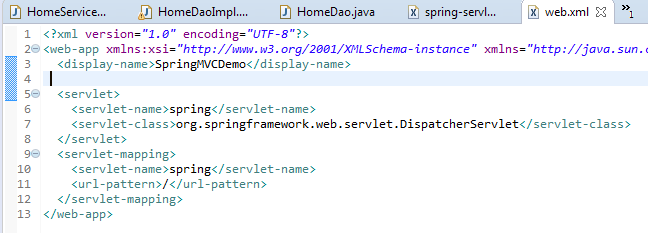 HomeService... HomeDaoImpl.... HomeDao.java spring-servl... web.xml »1
1 <?xml version="1.0" encoding="UTF-8"?>
2 <web-app xmlns:xsi="http://www.w3.org/2001/XMLSchema-instance" xmlns="http://java.sun.c
3 <display-name>SpringMVCDemo</display-name>
4
5 <servlet>
6 <servlet-name>spring</servlet-name>
7 <servlet-class>org.springframework.web.servlet.DispatcherServlet</servlet-class>
8 </servlet>
9 <servlet-mapping>
10 <servlet-name>spring</servlet-name>
11 <url-pattern>/</url-pattern>
12 </servlet-mapping>
13 </web-app>